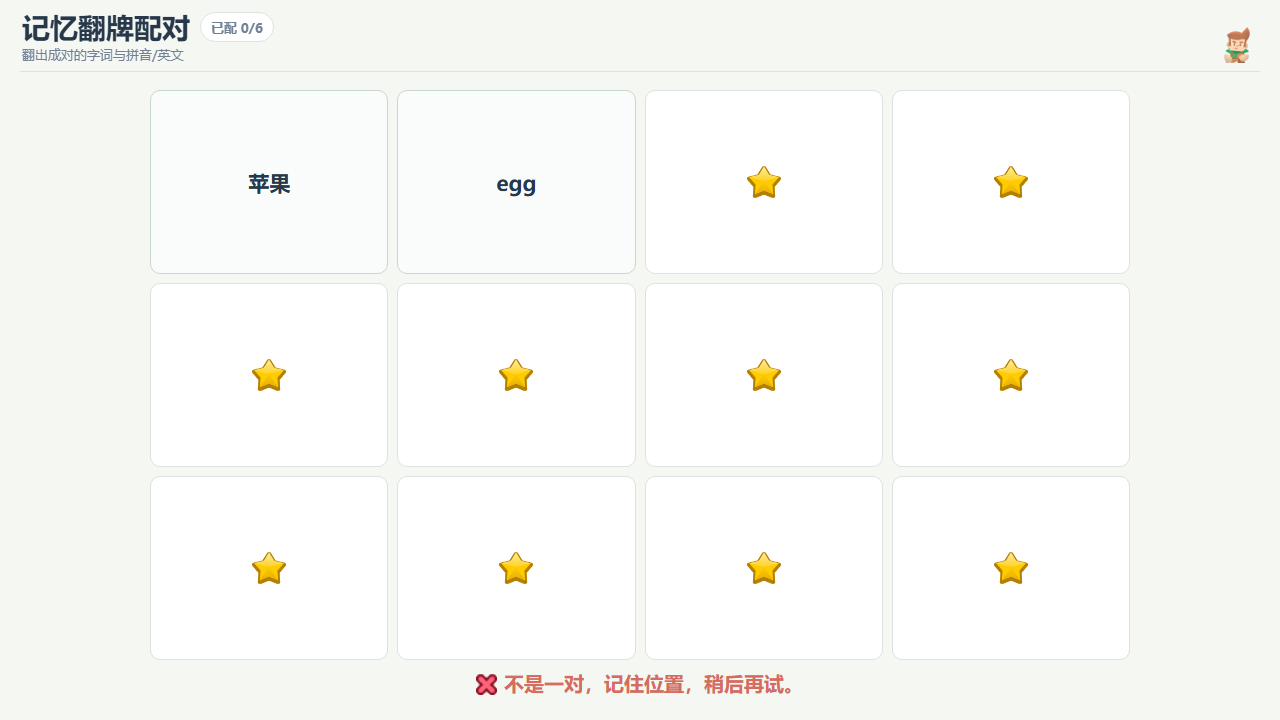 记忆翻牌配对
已配 0/6
翻出成对的字词与拼音/英文
苹果
egg
不是一对，记住位置，稍后再试。